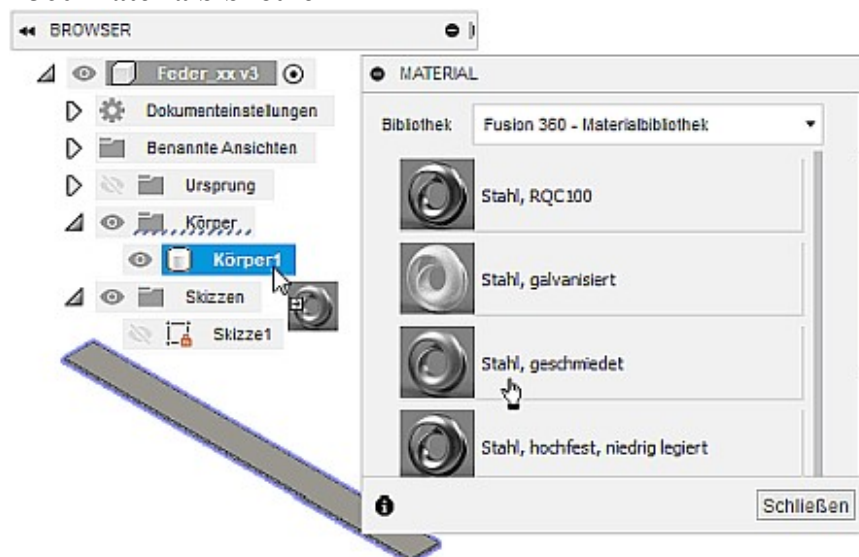 BROWSER
Feder_xx v3
Dokumenteinstellungen
Benannte Ansichten
Ursprung
Körper
Körper1
Skizzen
Skizze1
MATERIAL
Bibliothek Fusion 360 - Materialbibliothek
Stahl, RQC100
Stahl, galvanisiert
Stahl, geschmiedet
Stahl, hochfest, niedrig legiert
Schließen